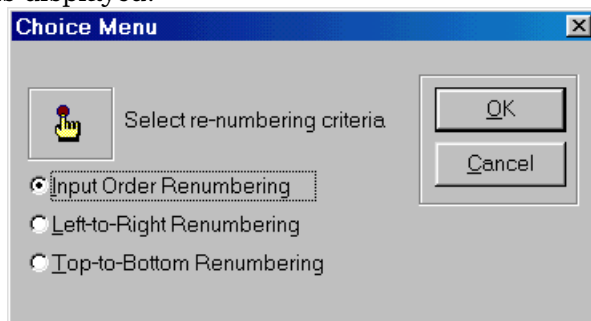 s displayed.
Choice Menu
Select re-numbering criteria
OK
Cancel
Input Order Renumbering
Left-to-Right Renumbering
Top-to-Bottom Renumbering